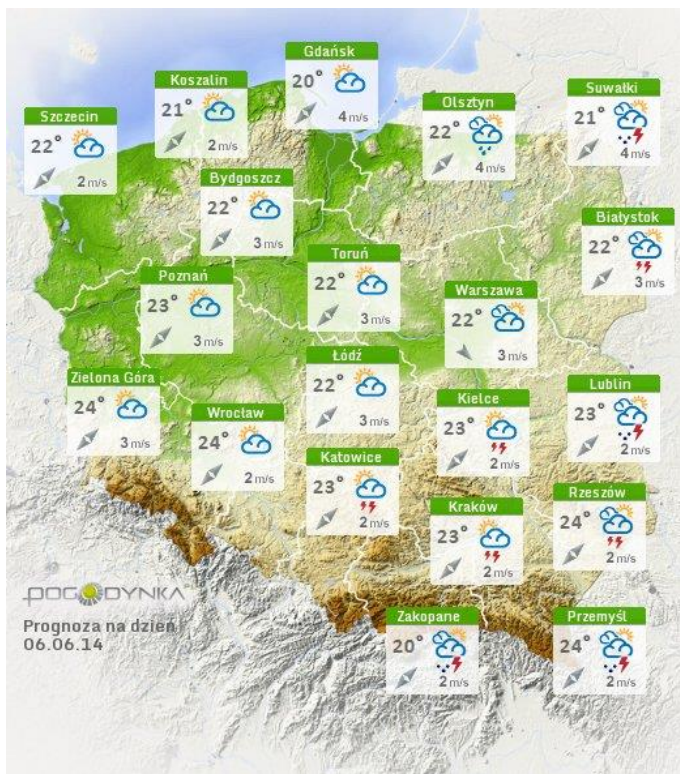 Gdańsk
20°
4 m/s
Koszalin
21°
2 m/s
Suwałki
21°
4 m/s
Olsztyn
22°
4 m/s
Szczecin
22°
2 m/s
Bydgoszcz
22°
3 m/s
Białystok
22°
3 m/s
Toruń
22°
3 m/s
Poznań
23°
3 m/s
Warszawa
22°
3 m/s
Łódź
22°
3 m/s
Zielona Góra
24°
3 m/s
Lublin
23°
2 m/s
Kielce
23°
2 m/s
Wrocław
24°
2 m/s
Katowice
23°
2 m/s
Rzeszów
24°
2 m/s
Kraków
23°
2 m/s
POGODYNKA
Prognoza na dzień
06.06.14
Zakopane
20°
2 m/s
Przemyśl
24°
2 m/s